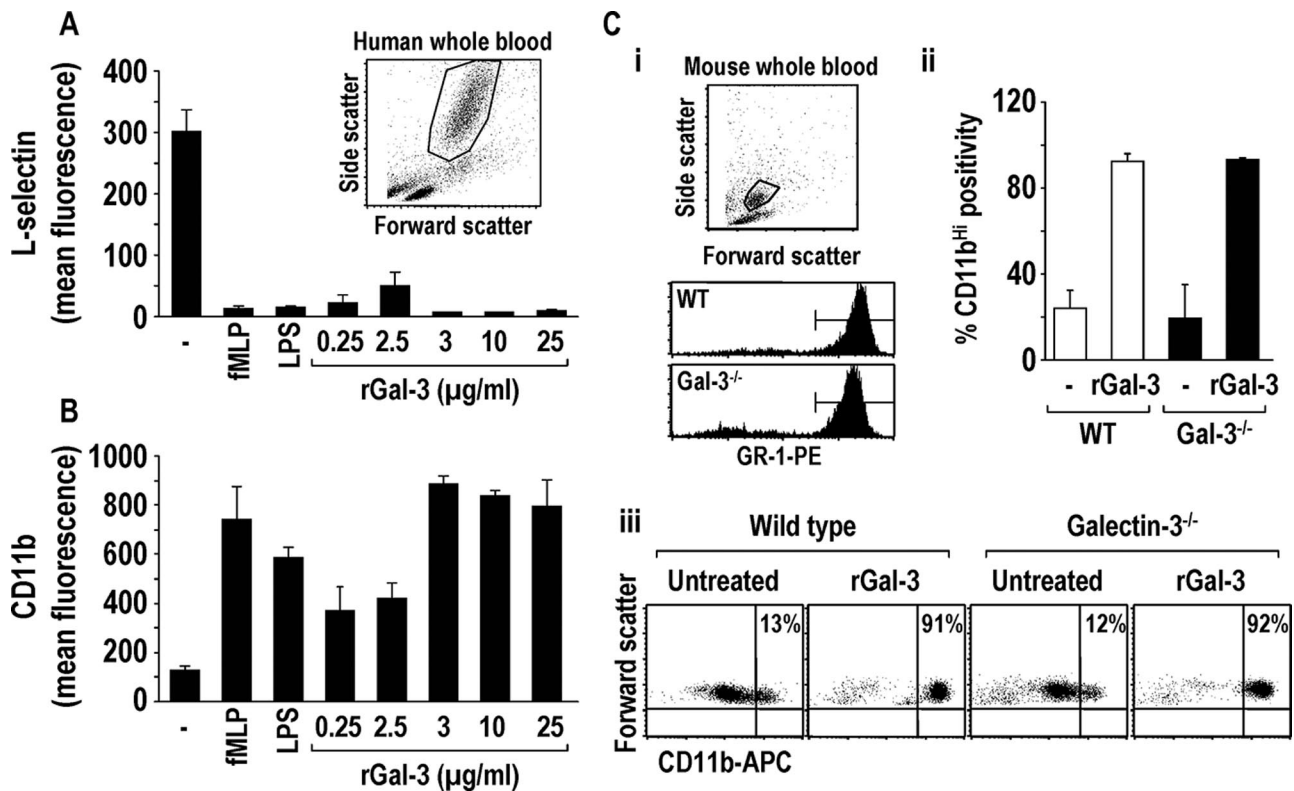 A
L-selectin
(mean fluorescence)
400
300
200
100
0
-
fMLP
LPS
0.25 2.5 3 10 25
rGal-3 (µg/ml)
Human whole blood
Side scatter
Forward scatter
B
CD11b
(mean fluorescence)
1000
800
600
400
200
0
-
fMLP
LPS
0.25 2.5 3 10 25
rGal-3 (µg/ml)
C
i
Mouse whole blood
Side scatter
Forward scatter
WT
Gal-3-/-
GR-1-PE
ii
% CD11bHi positivity
120
80
40
0
- rGal-3 - rGal-3
WT Gal-3-/-
iii
Wild type Galectin-3-/-
Untreated rGal-3 Untreated rGal-3
Forward scatter
13% 91% 12% 92%
CD11b-APC